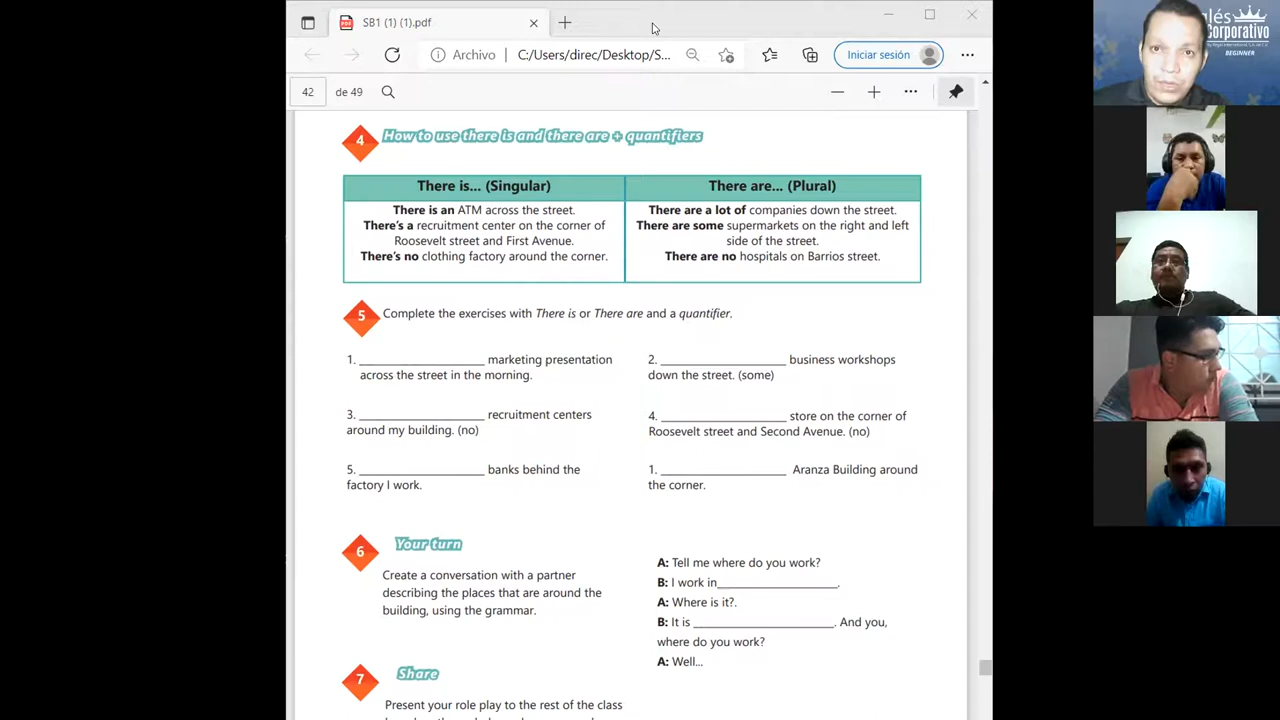 SB1 (1) (1).pdf
Archivo
C:/Users/direc/Desktop/S...
Iniciar sesión
42
de 49
4
How to use there is and there are + quantifiers
There is... (Singular)
There are... (Plural)
There is an ATM across the street.
There's a recruitment center on the corner of
Roosevelt street and First Avenue.
There's no clothing factory around the corner.
There are a lot of companies down the street.
There are some supermarkets on the right and left
side of the street.
There are no hospitals on Barrios street.
5
Complete the exercises with There is or There are and a quantifier.
1. ____________________ marketing presentation
across the street in the morning.
2. ____________________ business workshops
down the street. (some)
3. ____________________ recruitment centers
around my building. (no)
4. ____________________ store on the corner of
Roosevelt street and Second Avenue. (no)
5. ____________________ banks behind the
factory I work.
1. ____________________ Aranza Building around
the corner.
6
Your turn
Create a conversation with a partner
describing the places that are around the
building, using the grammar.
A: Tell me where do you work?
B: I work in____________________.
A: Where is it?.
B: It is _______________________. And you,
where do you work?
A: Well...
7
Share
Present your role play to the rest of the class
glés
Corporativo
BEGINNER